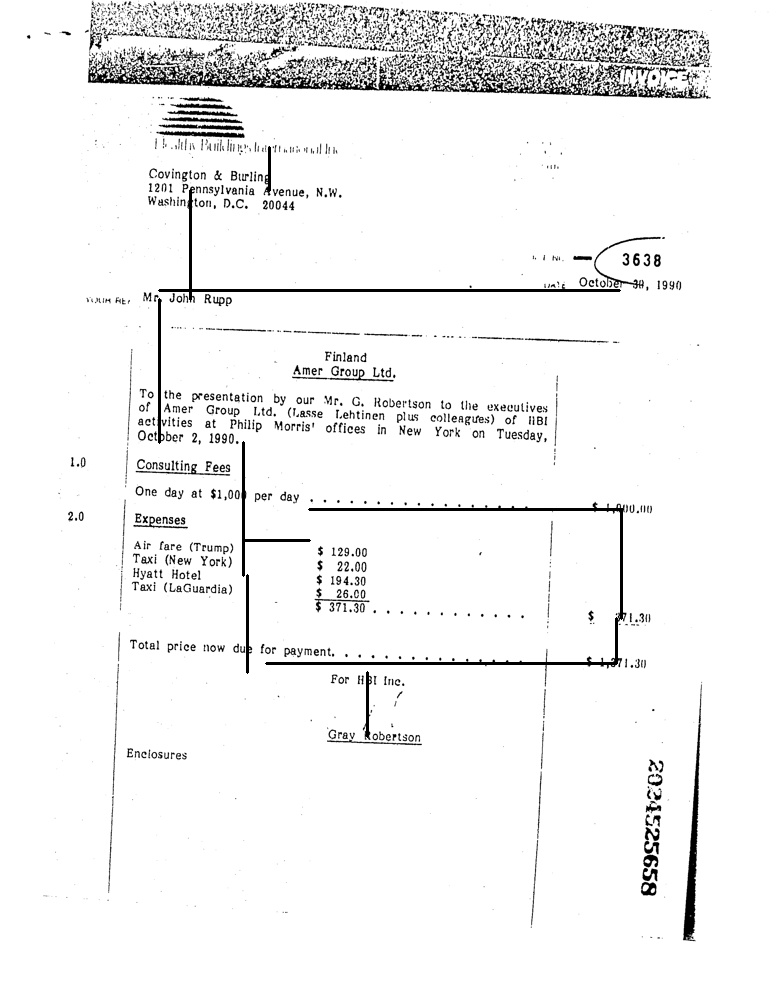 INVOICE
Healthy Buildings International Inc
Covington & Burling
1201 Pennsylvania Avenue, N.W.
Washington, D.C. 20044
3638
DATE October 30, 1990
YOUR REF Mr. John Rupp
Finland
Amer Group Ltd.
To the presentation by our Mr. G. Robertson to the executives
of Amer Group Ltd. (Lasse Lehtinen plus colleagues) of HBI
activities at Philip Morris' offices in New York on Tuesday,
October 2, 1990.
1.0 Consulting Fees
One day at $1,000 per day . . . . . . . . . . . . . . . . . $ 1,000.00
2.0 Expenses
Air fare (Trump) $ 129.00
Taxi (New York) $ 22.00
Hyatt Hotel $ 194.30
Taxi (LaGuardia) $ 26.00
$ 371.30 . . . . . . . . . . . . $ 371.30
Total price now due for payment. . . . . . . . . . . . . . . $ 1,371.30
For HBI Inc.
Gray Robertson
Enclosures
2024525658